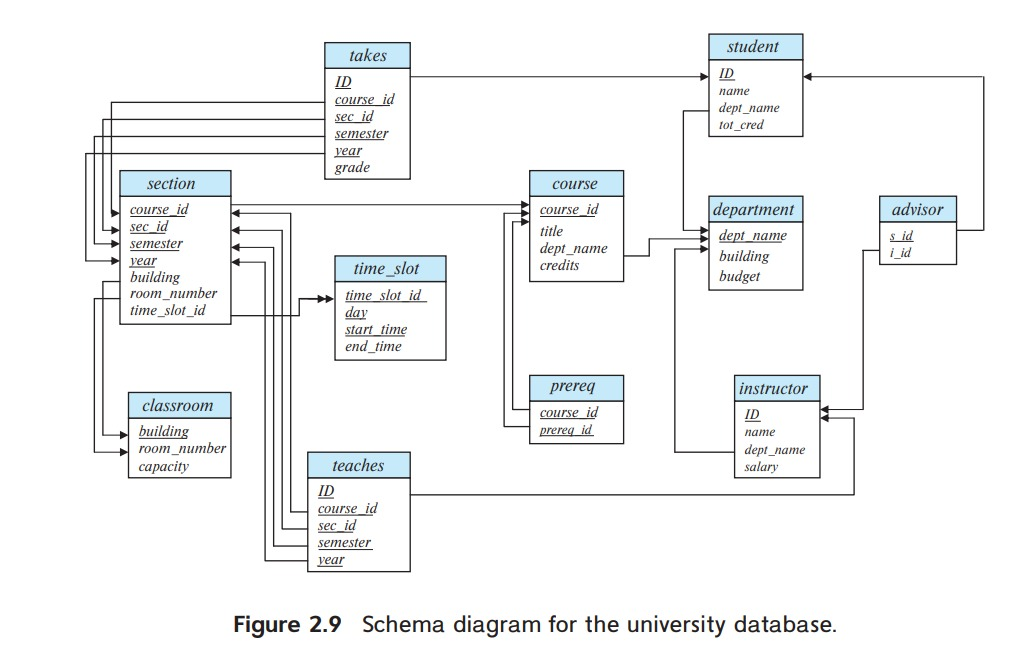 takes
ID
course_id
sec_id
semester
year
grade
student
ID
name
dept_name
tot_cred
section
course_id
sec_id
semester
year
building
room_number
time_slot_id
course
course_id
title
dept_name
credits
department
dept_name
building
budget
advisor
s_id
i_id
time_slot
time_slot_id
day
start_time
end_time
prereq
course_id
prereq_id
instructor
ID
name
dept_name
salary
classroom
building
room_number
capacity
teaches
ID
course_id
sec_id
semester
year
Figure 2.9 Schema diagram for the university database.